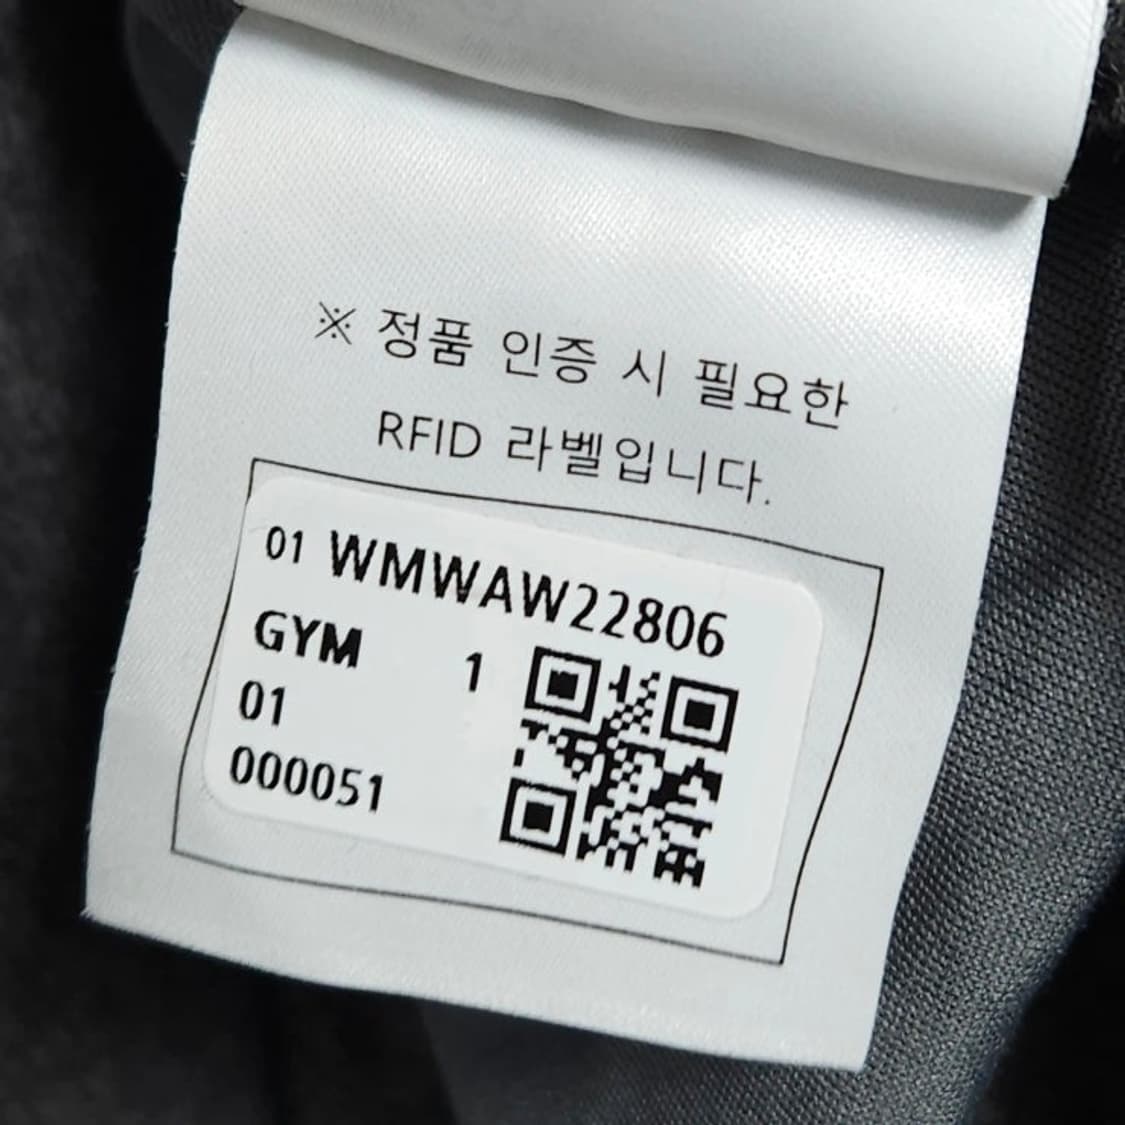 ※ 정품 인증 시 필요한
RFID 라벨입니다.
01 WMWAW22806
GYM 1
01
000051